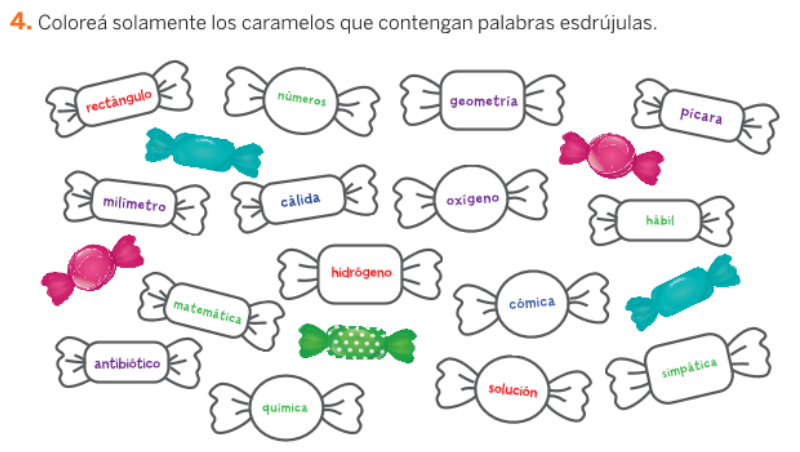 4. Coloreá solamente los caramelos que contengan palabras esdrújulas.
rectángulo
números
geometría
pícara
milímetro
cálida
oxígeno
hábil
hidrógeno
matemática
cómica
antibiótico
química
solución
simpática